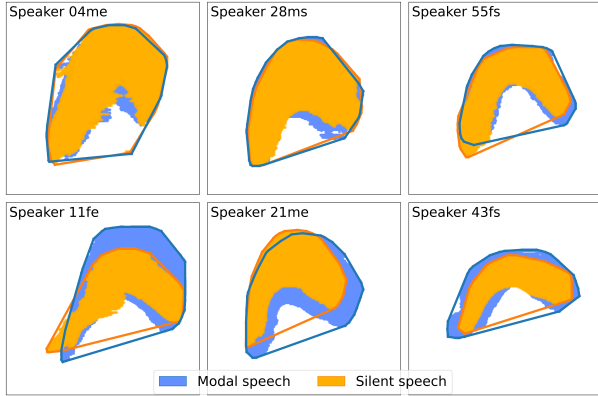 Speaker 04me
Speaker 28ms
Speaker 55fs
Speaker 11fe
Speaker 21me
Speaker 43fs
Modal speech
Silent speech